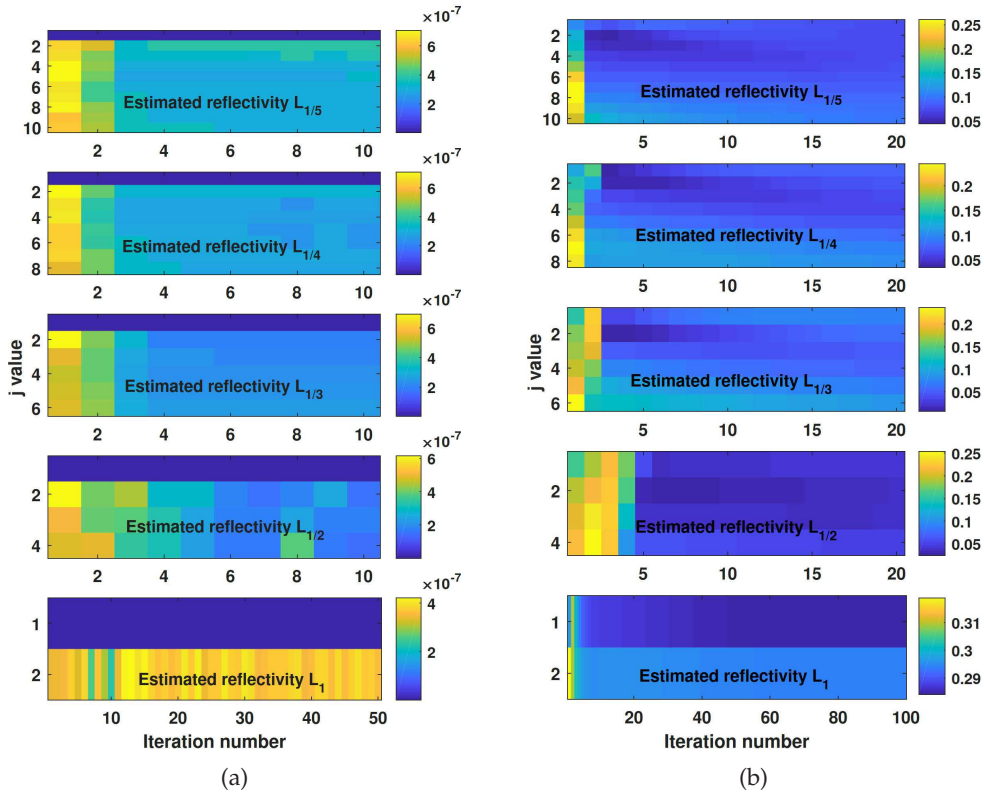 ×10⁻⁷
2
4
6
8
10
Estimated reflectivity L1/5
2
4
6
2 4 6 8 10
×10⁻⁷
2
4
6
8
Estimated reflectivity L1/4
2
4
6
2 4 6 8 10
×10⁻⁷
j value
2
4
6
Estimated reflectivity L1/3
2
4
6
2 4 6 8 10
×10⁻⁷
2
4
Estimated reflectivity L1/2
2
4
6
2 4 6 8 10
×10⁻⁷
1
2
Estimated reflectivity L1
2
4
10 20 30 40 50
Iteration number
(a)
2
4
6
8
10
Estimated reflectivity L1/5
0.25
0.20
0.15
0.10
0.05
5 10 15 20
2
4
6
8
Estimated reflectivity L1/4
0.2
0.15
0.1
0.05
5 10 15 20
2
4
6
Estimated reflectivity L1/3
0.2
0.15
0.1
0.05
5 10 15 20
2
4
Estimated reflectivity L1/2
0.25
0.2
0.15
0.1
0.05
5 10 15 20
1
2
Estimated reflectivity L1
0.31
0.3
0.29
20 40 60 80 100
Iteration number
(b)